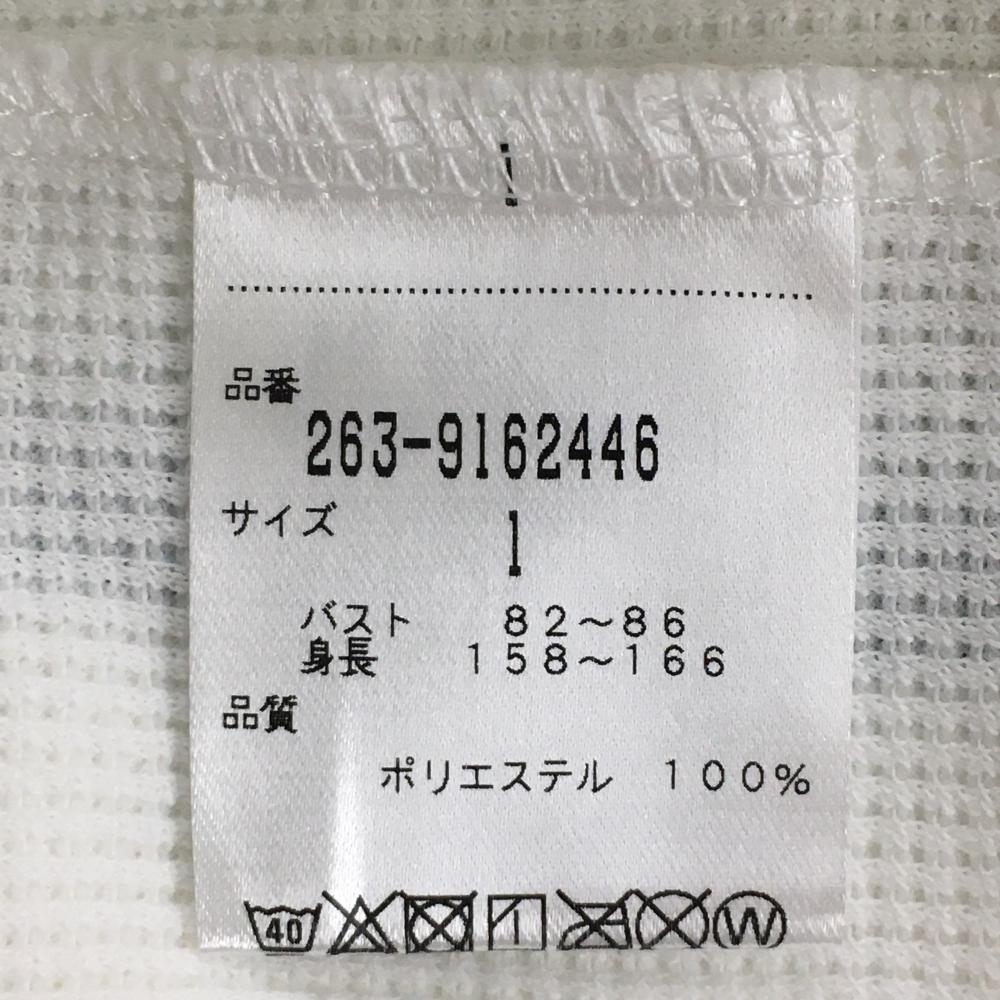 品番
263-9162446
サイズ
1
バスト 82~86
身長 158~166
品質
ポリエステル 100%
40 W